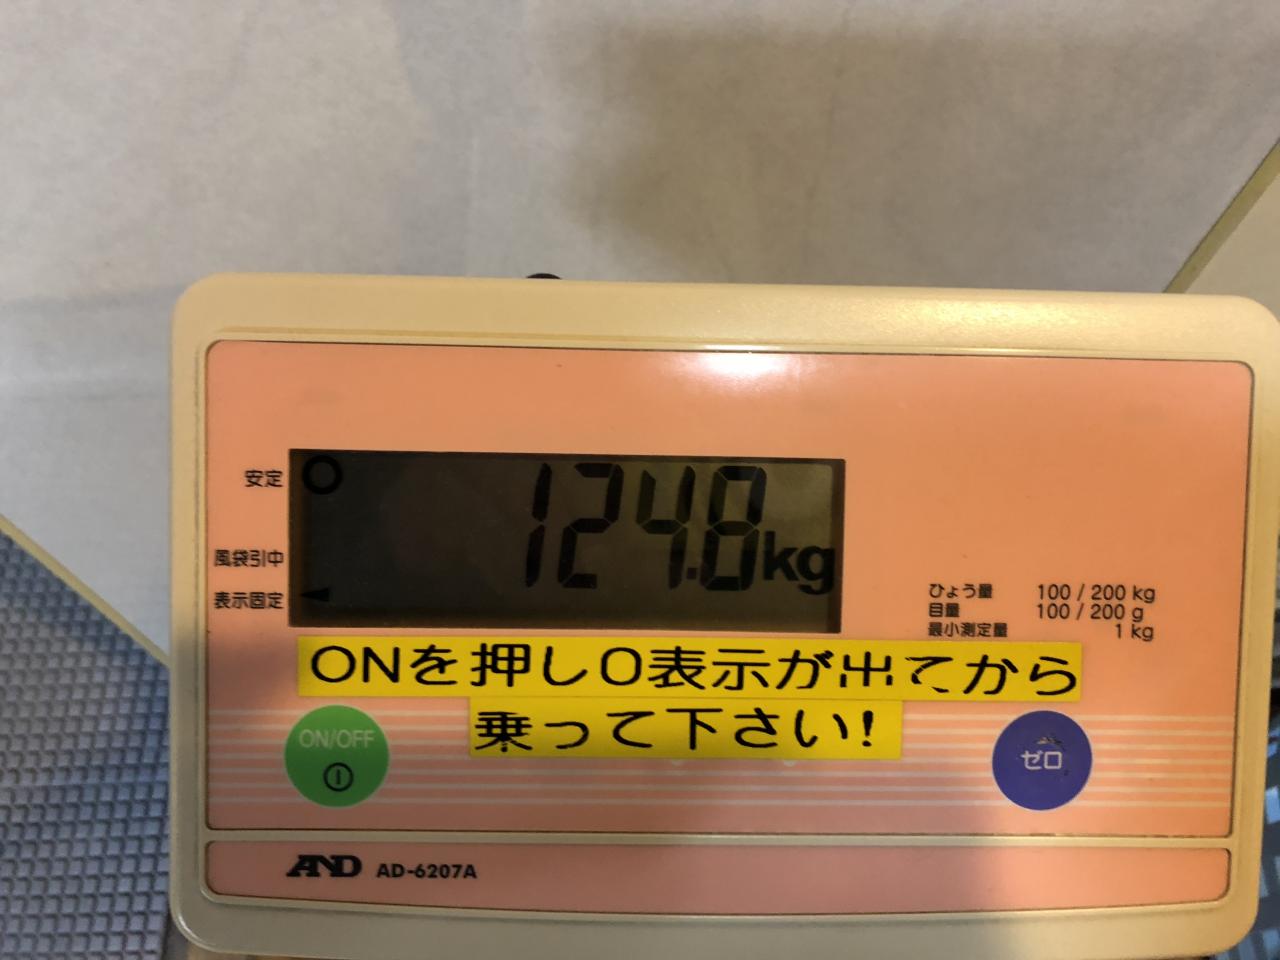 安定
124.8kg
風袋引中
表示固定
ひょう量 100 / 200 kg
目量 100 / 200 g
最小測定量 1 kg
ONを押し0表示が出てから
乗って下さい!
ON/OFF
ゼロ
AND AD-6207A